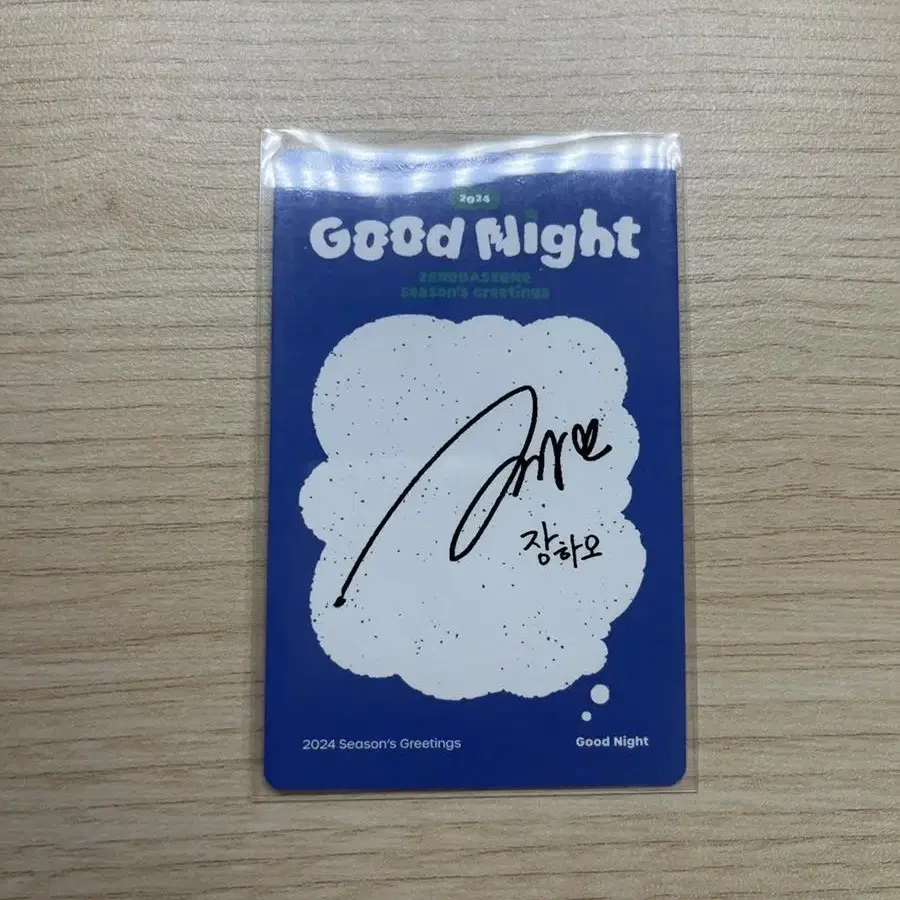 2024
Good Night
ZEROBASEONE
season's greetings
장하오
2024 Season's Greetings
Good Night